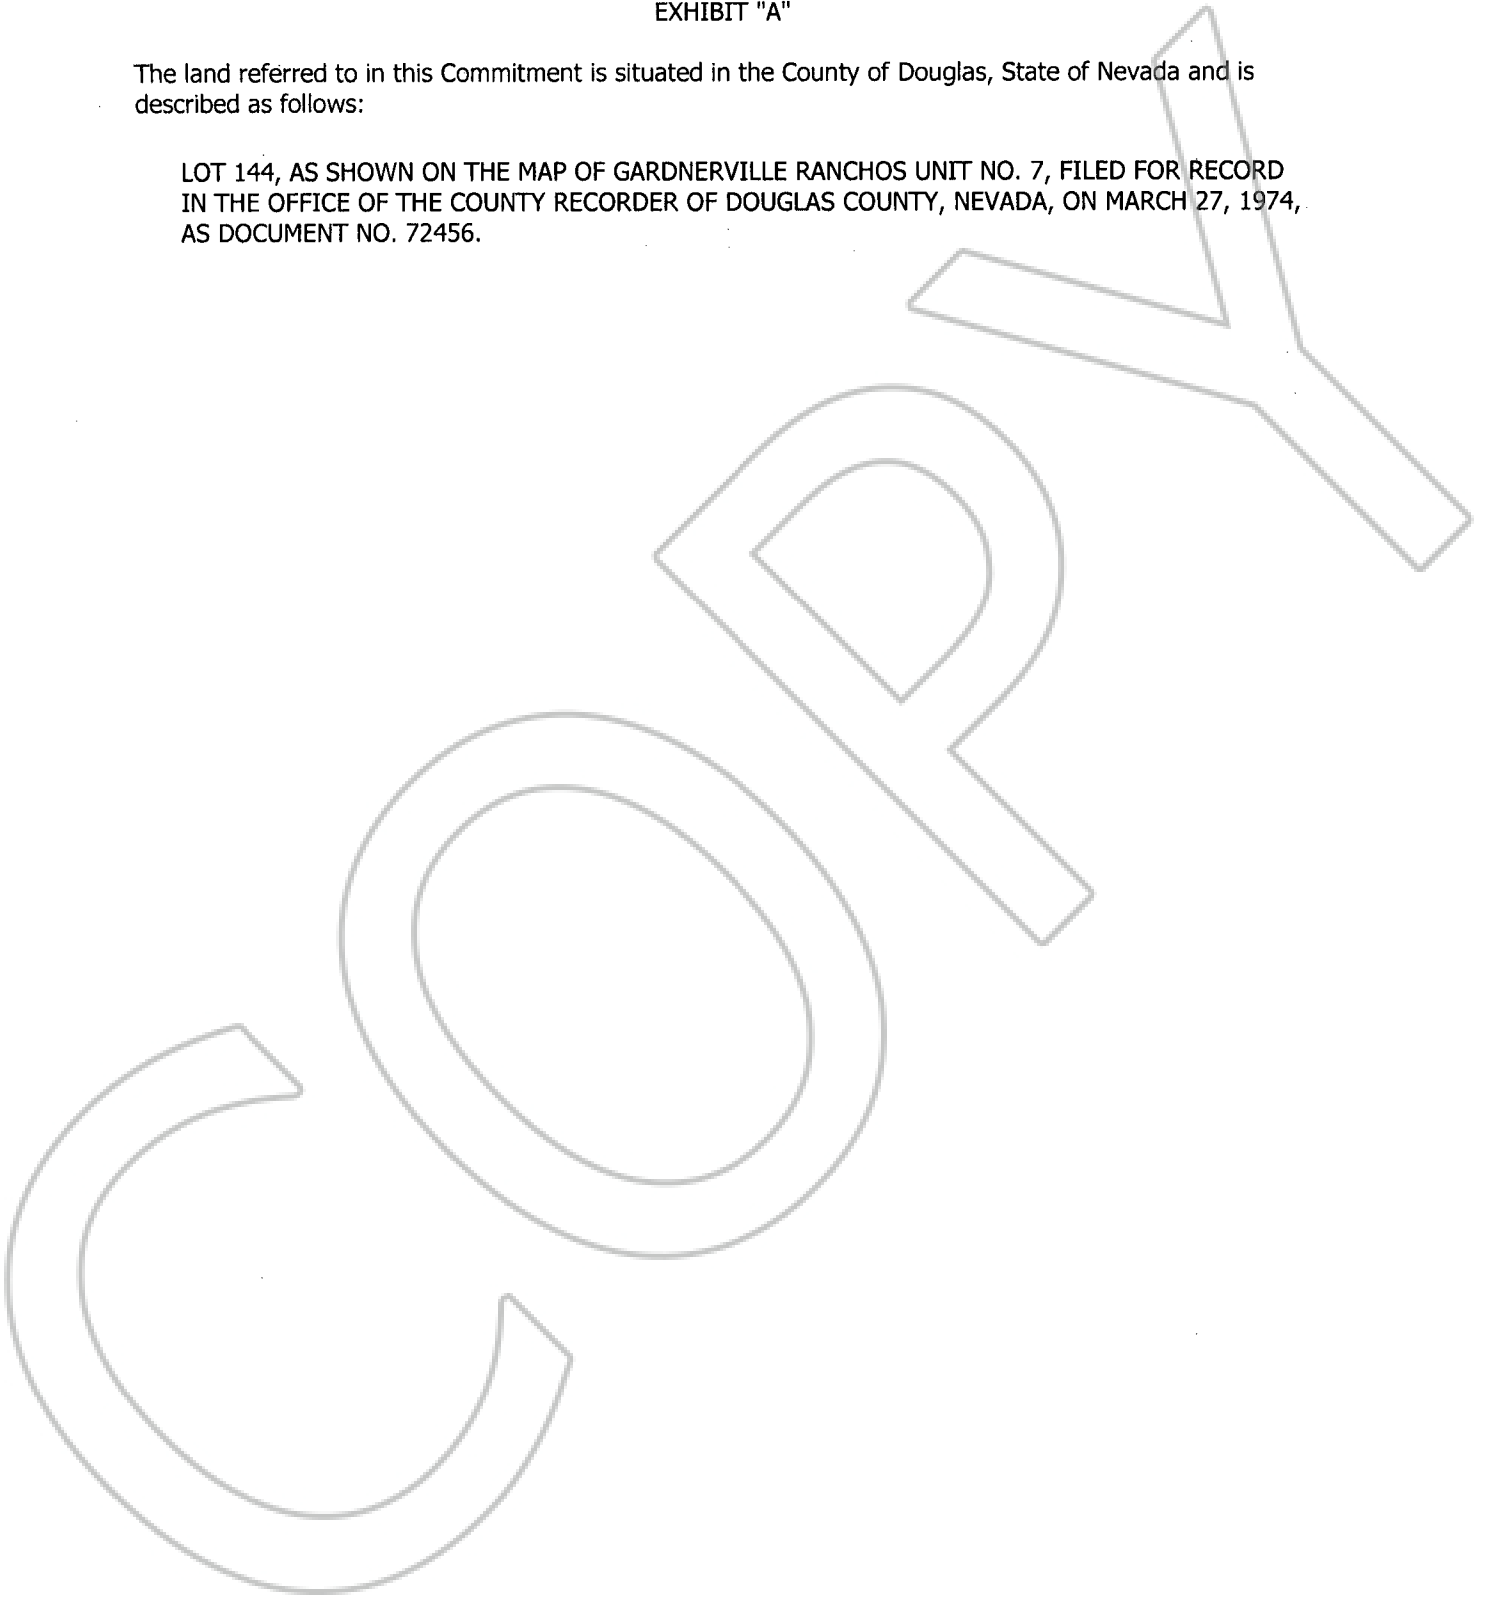 EXHIBIT "A"
The land referred to in this Commitment is situated in the County of Douglas, State of Nevada and is
described as follows:
LOT 144, AS SHOWN ON THE MAP OF GARDNERVILLE RANCHOS UNIT NO. 7, FILED FOR RECORD
IN THE OFFICE OF THE COUNTY RECORDER OF DOUGLAS COUNTY, NEVADA, ON MARCH 27, 1974,
AS DOCUMENT NO. 72456.
COPY